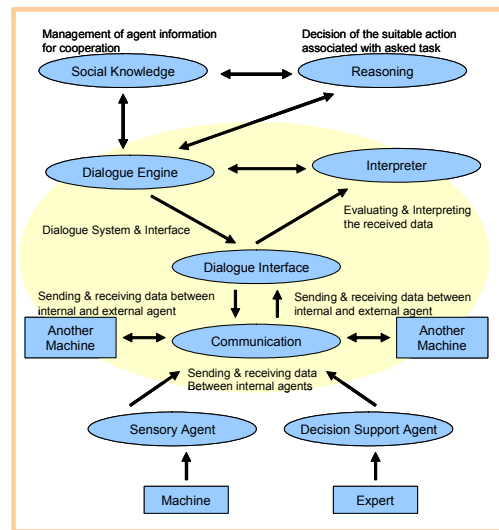 Management of agent information
for cooperation
Decision of the suitable action
associated with asked task
Social Knowledge
Reasoning
Dialogue Engine
Interpreter
Dialogue System & Interface
Evaluating & Interpreting
the received data
Dialogue Interface
Sending & receiving data between
internal and external agent
Sending & receiving data between
internal and external agent
Another
Machine
Communication
Another
Machine
Sending & receiving data
Between internal agents
Sensory Agent
Decision Support Agent
Machine
Expert